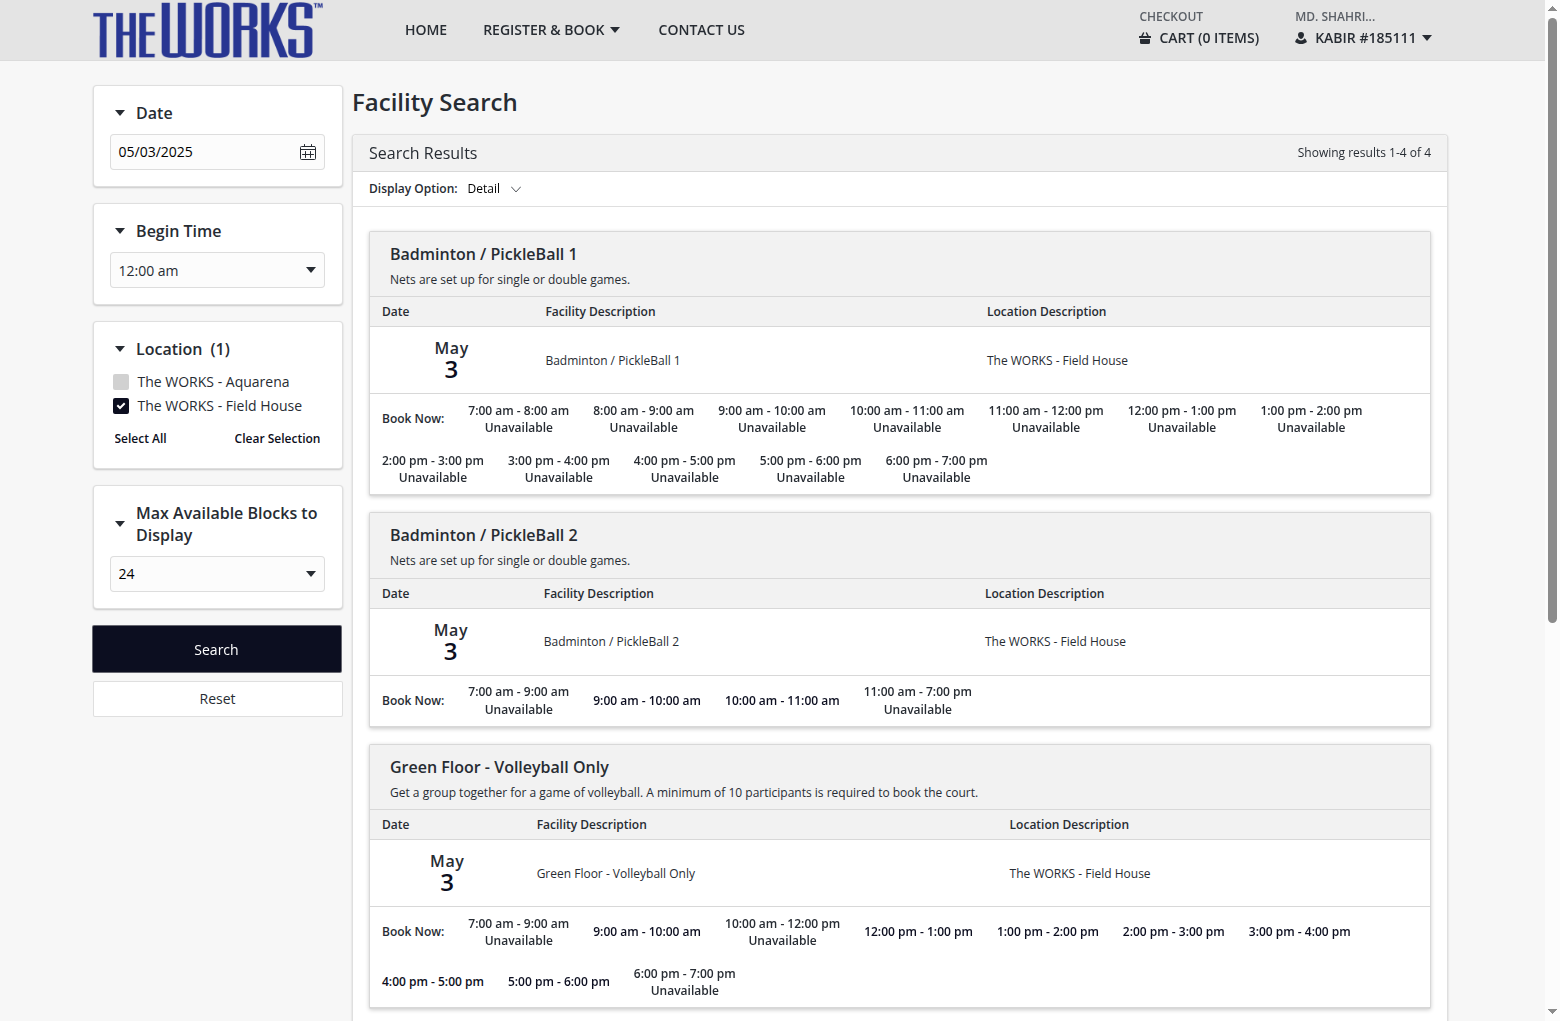 THE WORKS™
HOME
REGISTER & BOOK
CONTACT US
CHECKOUT
CART (0 ITEMS)
MD. SHAHRI...
KABIR #185111
Date
05/03/2025
Begin Time
12:00 am
Location (1)
The WORKS - Aquarena
The WORKS - Field House
Select All
Clear Selection
Max Available Blocks to
Display
24
Search
Reset
Facility Search
Search Results
Showing results 1-4 of 4
Display Option: Detail
Badminton / PickleBall 1
Nets are set up for single or double games.
Date Facility Description Location Description
May
3
Badminton / PickleBall 1
The WORKS - Field House
Book Now:
7:00 am - 8:00 am
Unavailable
8:00 am - 9:00 am
Unavailable
9:00 am - 10:00 am
Unavailable
10:00 am - 11:00 am
Unavailable
11:00 am - 12:00 pm
Unavailable
12:00 pm - 1:00 pm
Unavailable
1:00 pm - 2:00 pm
Unavailable
2:00 pm - 3:00 pm
Unavailable
3:00 pm - 4:00 pm
Unavailable
4:00 pm - 5:00 pm
Unavailable
5:00 pm - 6:00 pm
Unavailable
6:00 pm - 7:00 pm
Unavailable
Badminton / PickleBall 2
Nets are set up for single or double games.
Date Facility Description Location Description
May
3
Badminton / PickleBall 2
The WORKS - Field House
Book Now:
7:00 am - 9:00 am
Unavailable
9:00 am - 10:00 am
10:00 am - 11:00 am
11:00 am - 7:00 pm
Unavailable
Green Floor - Volleyball Only
Get a group together for a game of volleyball. A minimum of 10 participants is required to book the court.
Date Facility Description Location Description
May
3
Green Floor - Volleyball Only
The WORKS - Field House
Book Now:
7:00 am - 9:00 am
Unavailable
9:00 am - 10:00 am
10:00 am - 12:00 pm
Unavailable
12:00 pm - 1:00 pm
1:00 pm - 2:00 pm
2:00 pm - 3:00 pm
3:00 pm - 4:00 pm
4:00 pm - 5:00 pm
5:00 pm - 6:00 pm
6:00 pm - 7:00 pm
Unavailable